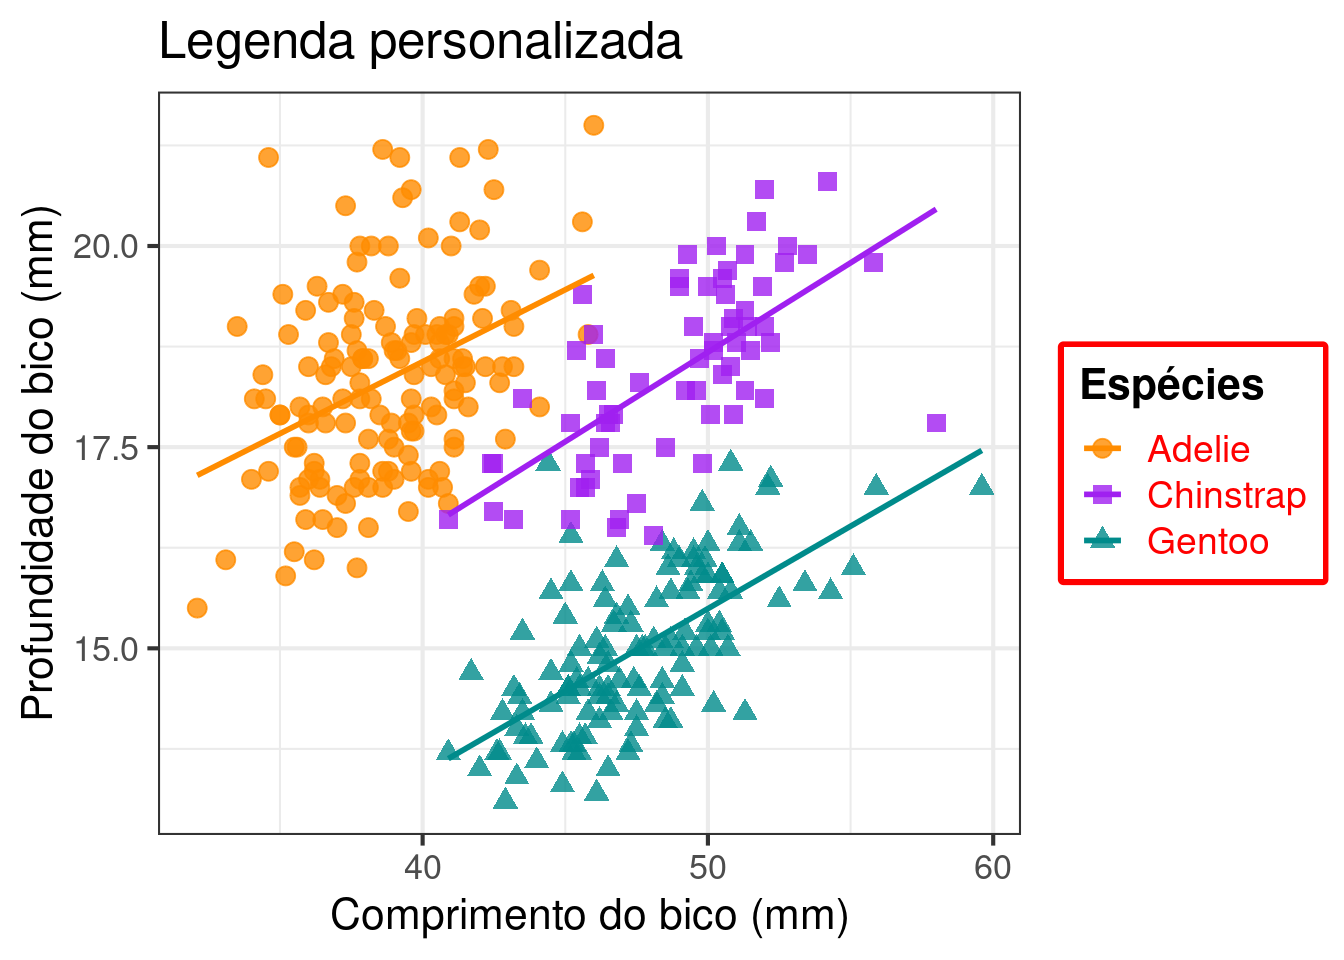 Legenda personalizada
Profundidade do bico (mm)
20.0
17.5
15.0
40
50
60
Comprimento do bico (mm)
Espécies
Adelie
Chinstrap
Gentoo